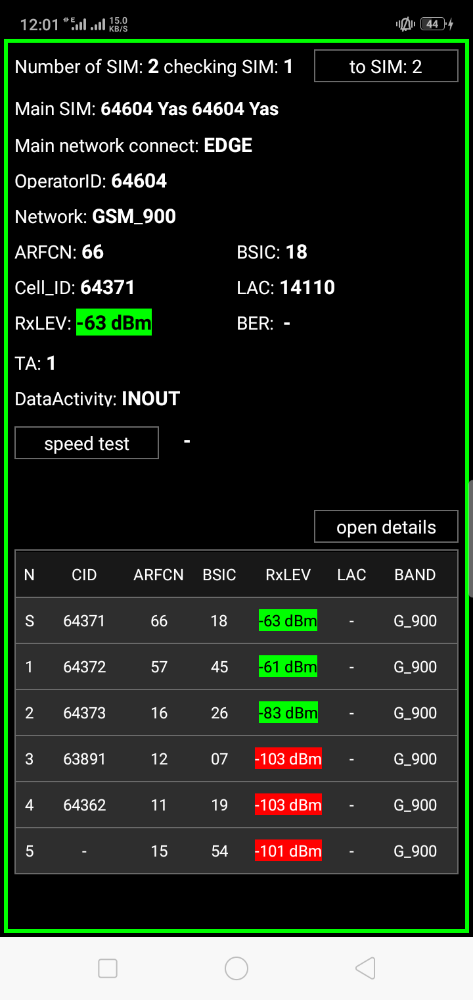 12:01 E 15.0 KB/S 44
Number of SIM: 2 checking SIM: 1 to SIM: 2
Main SIM: 64604 Yas 64604 Yas
Main network connect: EDGE
OperatorID: 64604
Network: GSM_900
ARFCN: 66 BSIC: 18
Cell_ID: 64371 LAC: 14110
RxLEV: -63 dBm BER: -
TA: 1
DataActivity: INOUT
speed test -
open details
N CID ARFCN BSIC RxLEV LAC BAND
S 64371 66 18 -63 dBm - G_900
1 64372 57 45 -61 dBm - G_900
2 64373 16 26 -83 dBm - G_900
3 63891 12 07 -103 dBm - G_900
4 64362 11 19 -103 dBm - G_900
5 - 15 54 -101 dBm - G_900